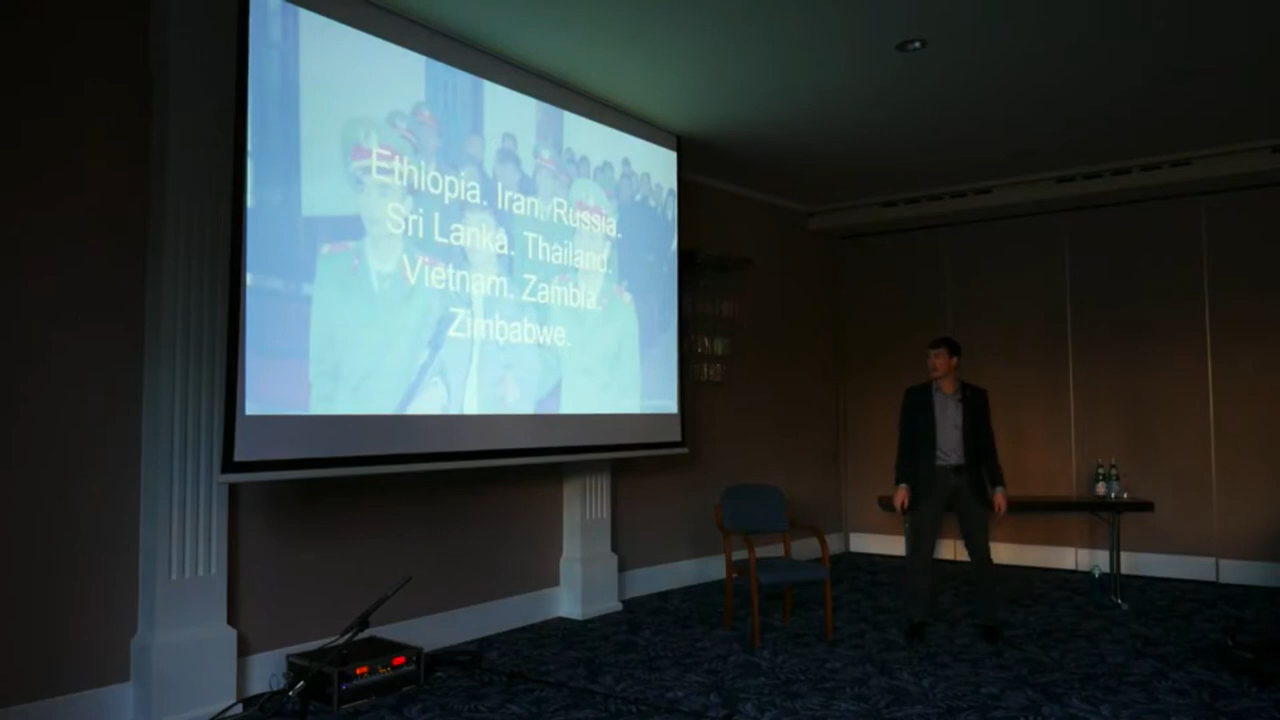 Ethiopia. Iran. Russia.
Sri Lanka. Thailand.
Vietnam. Zambia.
Zimbabwe.